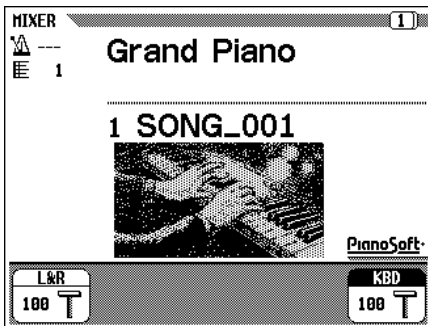 MIXER 1
---
Grand Piano
1
1 SONG_001
PianoSoft·
L&R KBD
100 100